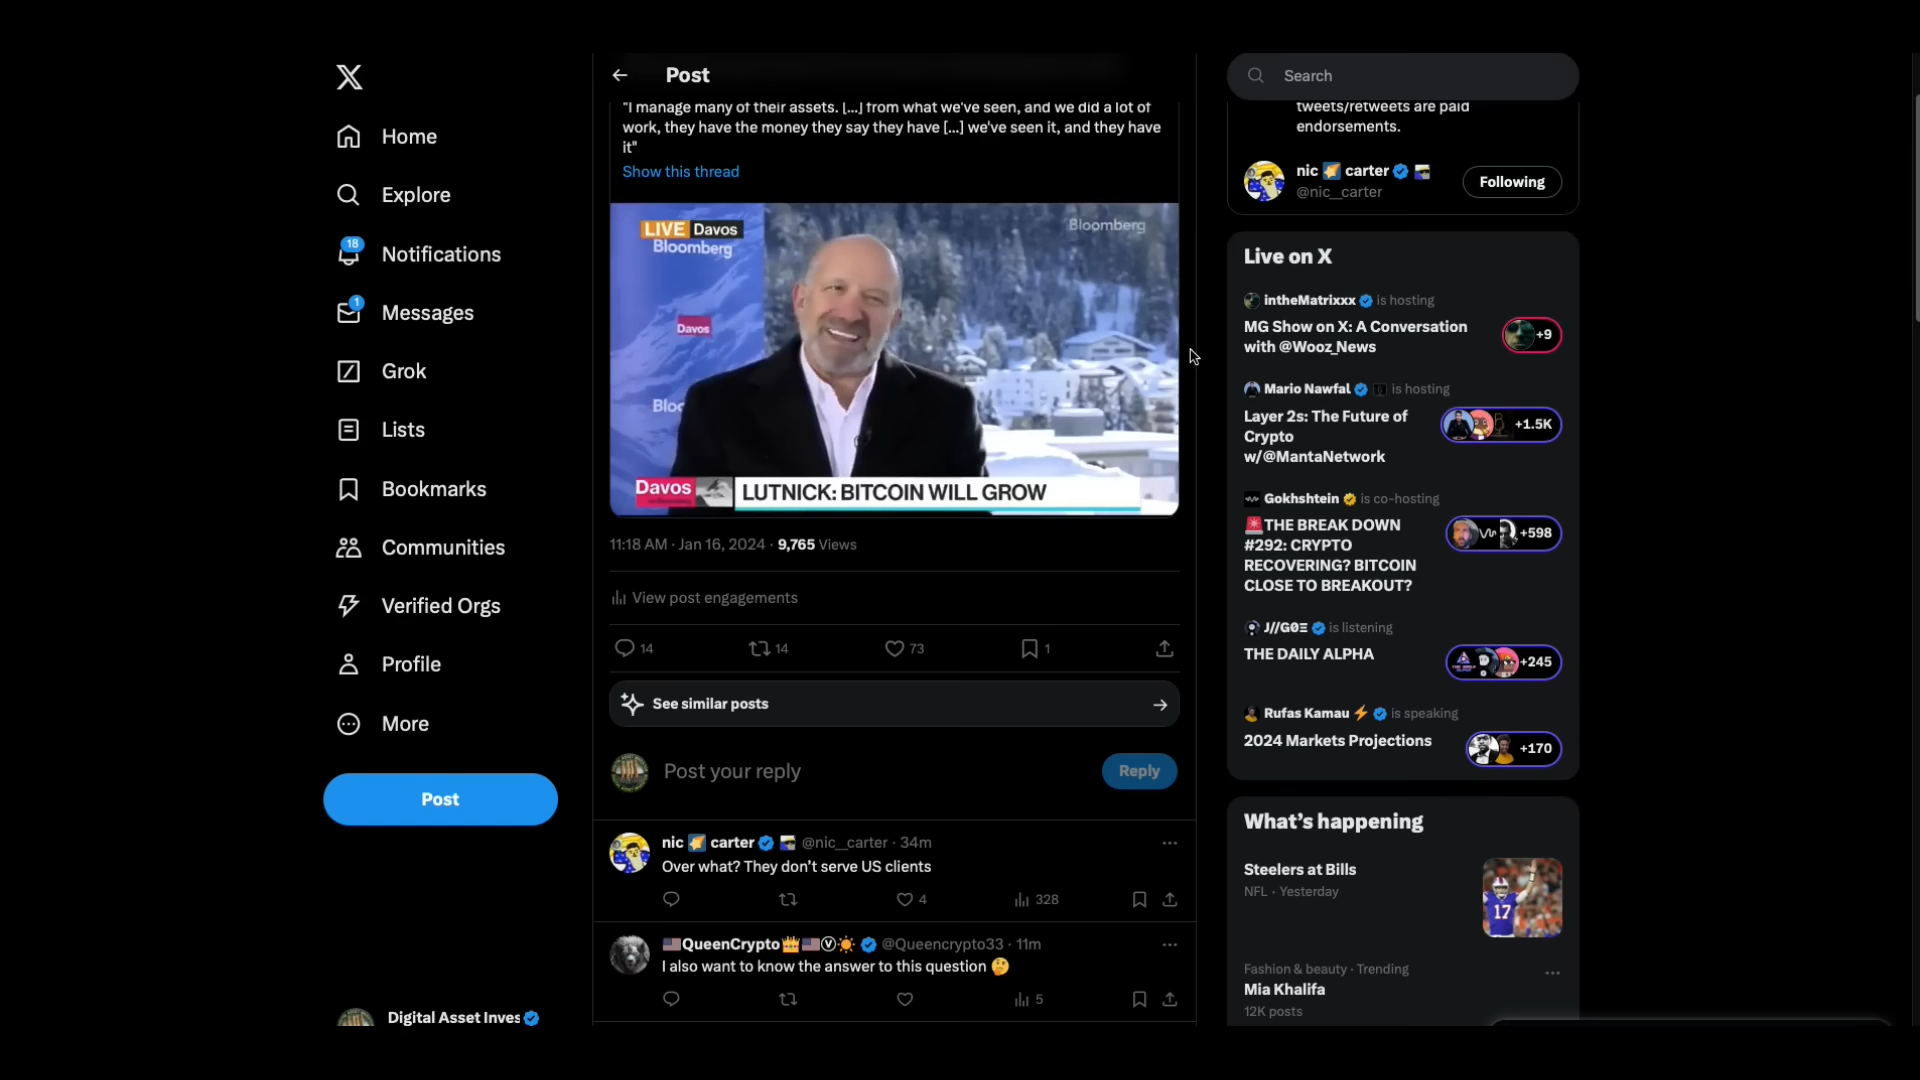 Home
Explore
18
Notifications
1
Messages
Grok
Lists
Bookmarks
Communities
Verified Orgs
Profile
More
Post
Digital Asset Inves
Post
"I manage many of their assets. [...] from what we've seen, and we did a lot of
work, they have the money they say they have [...] we've seen it, and they have
it"
Show this thread
LIVE Davos
Bloomberg
Bloomberg
Davos
Bloo
Davos
LUTNICK: BITCOIN WILL GROW
11:18 AM · Jan 16, 2024 · 9,765 Views
View post engagements
14
14
73
1
See similar posts
Post your reply
Reply
nic carter @nic__carter · 34m
Over what? They don't serve US clients
4
328
🇺🇸QueenCrypto👑🇺🇸Ⓥ☀️ @Queencrypto33 · 11m
I also want to know the answer to this question 🤔
5
Search
tweets/retweets are paid
endorsements.
nic carter
@nic__carter
Following
Live on X
intheMatrixxx is hosting
MG Show on X: A Conversation
with @Wooz_News
+9
Mario Nawfal is hosting
Layer 2s: The Future of
Crypto
w/@MantaNetwork
+1.5K
Gokhshtein is co-hosting
🚨THE BREAK DOWN
#292: CRYPTO
RECOVERING? BITCOIN
CLOSE TO BREAKOUT?
+598
J//GØΞ is listening
THE DAILY ALPHA
+245
Rufas Kamau ⚡ is speaking
2024 Markets Projections
+170
What's happening
Steelers at Bills
NFL · Yesterday
17
Fashion & beauty · Trending
Mia Khalifa
12K posts